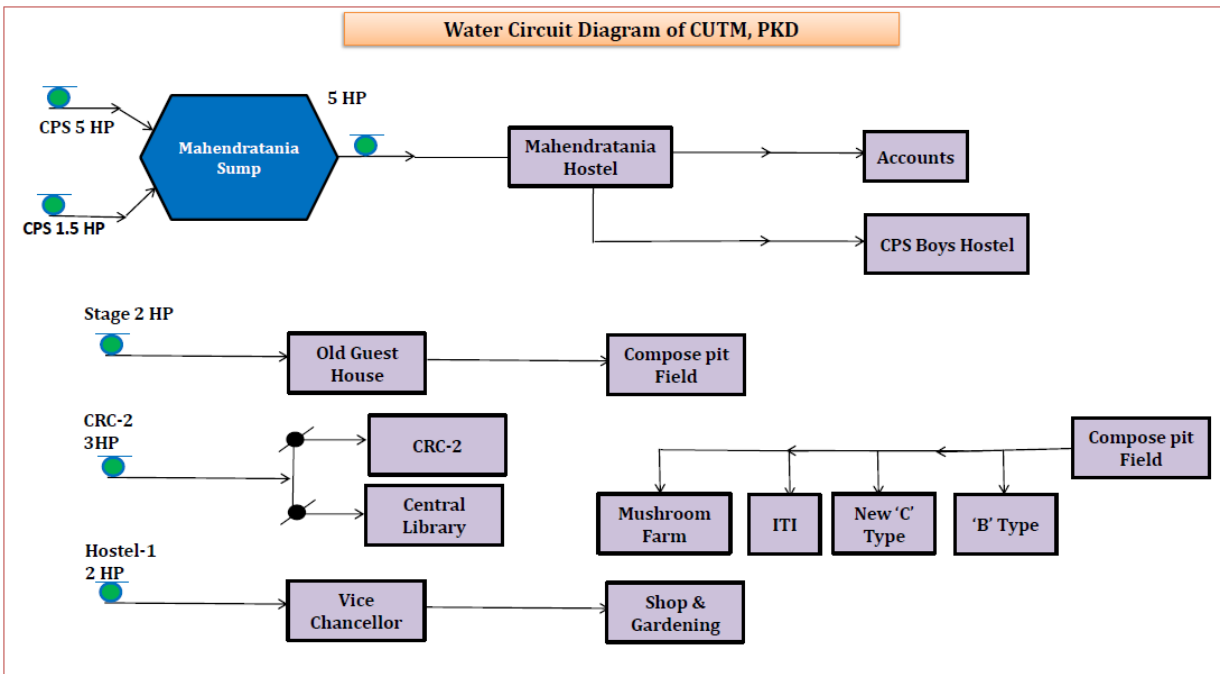 Water Circuit Diagram of CUTM, PKD
5 HP
CPS 5 HP
Mahendratania
Sump
CPS 1.5 HP
Mahendratania
Hostel
Accounts
CPS Boys Hostel
Stage 2 HP
Old Guest
House
Compose pit
Field
CRC-2
3HP
CRC-2
Central
Library
Compose pit
Field
Mushroom
Farm
ITI
New ‘C’
Type
‘B’ Type
Hostel-1
2 HP
Vice
Chancellor
Shop &
Gardening